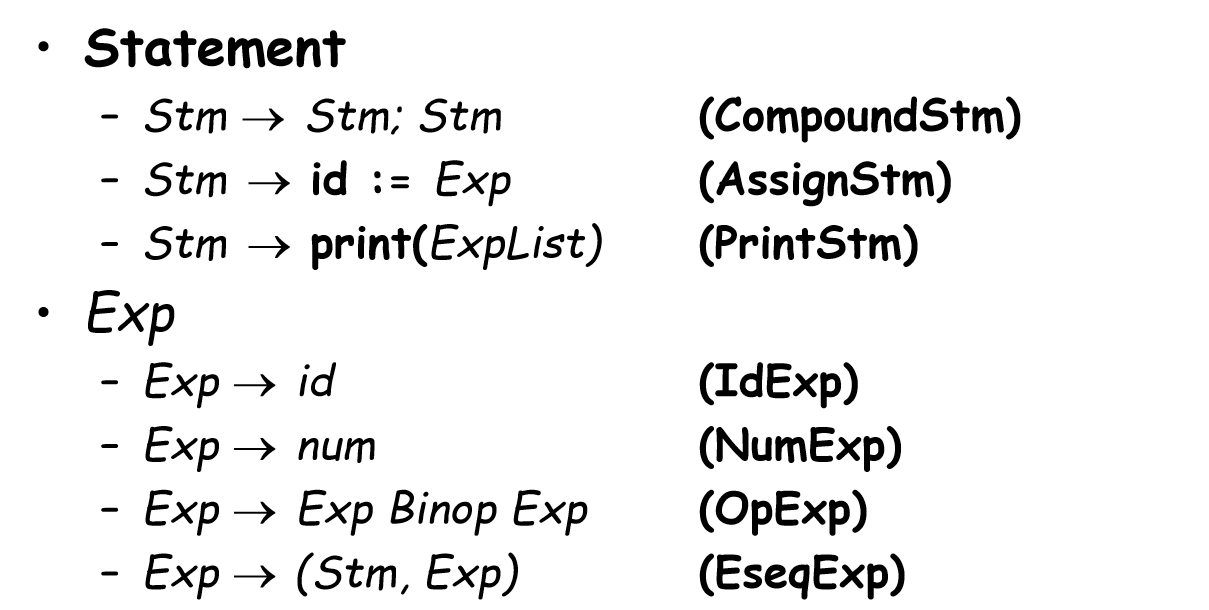 • Statement
– Stm → Stm; Stm (CompoundStm)
– Stm → id := Exp (AssignStm)
– Stm → print(ExpList) (PrintStm)
• Exp
– Exp → id (IdExp)
– Exp → num (NumExp)
– Exp → Exp Binop Exp (OpExp)
– Exp → (Stm, Exp) (EseqExp)